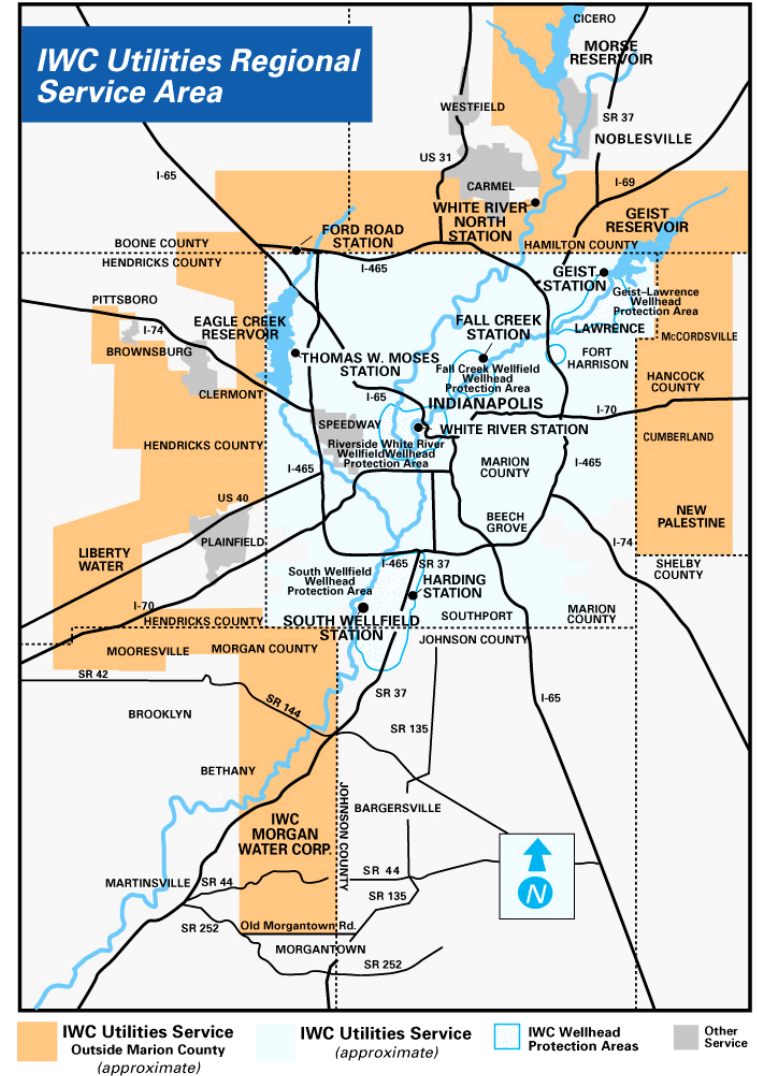 IWC Utilities Regional
Service Area
CICERO
MORSE
RESERVOIR
WESTFIELD
SR 37
NOBLESVILLE
US 31
I-65
CARMEL
I-69
WHITE RIVER
NORTH
STATION
GEIST
RESERVOIR
FORD ROAD
STATION
BOONE COUNTY
HAMILTON COUNTY
HENDRICKS COUNTY
I-465
GEIST
STATION
PITTSBORO
Geist–Lawrence
Wellhead
Protection Area
EAGLE CREEK
RESERVOIR
FALL CREEK
STATION
LAWRENCE
I-74
McCORDSVILLE
BROWNSBURG
THOMAS W. MOSES
STATION
FORT
HARRISON
Fall Creek Wellfield
Wellhead
Protection Area
HANCOCK
COUNTY
CLERMONT
I-65
INDIANAPOLIS
I-70
SPEEDWAY
WHITE RIVER STATION
CUMBERLAND
HENDRICKS COUNTY
Riverside White River
WellfieldWellhead
Protection Area
I-465
MARION
COUNTY
I-465
US 40
NEW
PALESTINE
BEECH
GROVE
PLAINFIELD
I-74
LIBERTY
WATER
I-465
SR 37
SHELBY
COUNTY
South Wellfield
Wellhead
Protection Area
HARDING
STATION
I-70
HENDRICKS COUNTY
SOUTH WELLFIELD
STATION
SOUTHPORT
MARION
COUNTY
JOHNSON COUNTY
MOORESVILLE
MORGAN COUNTY
SR 42
SR 144
SR 37
I-65
BROOKLYN
SR 135
BETHANY
JOHNSON COUNTY
BARGERSVILLE
IWC
MORGAN
WATER CORP.
SR 44
MARTINSVILLE
SR 44
SR 135
N
SR 252
Old Morgantown Rd.
MORGANTOWN
SR 252
IWC Utilities Service
Outside Marion County
(approximate)
IWC Utilities Service
(approximate)
IWC Wellhead
Protection Areas
Other
Service